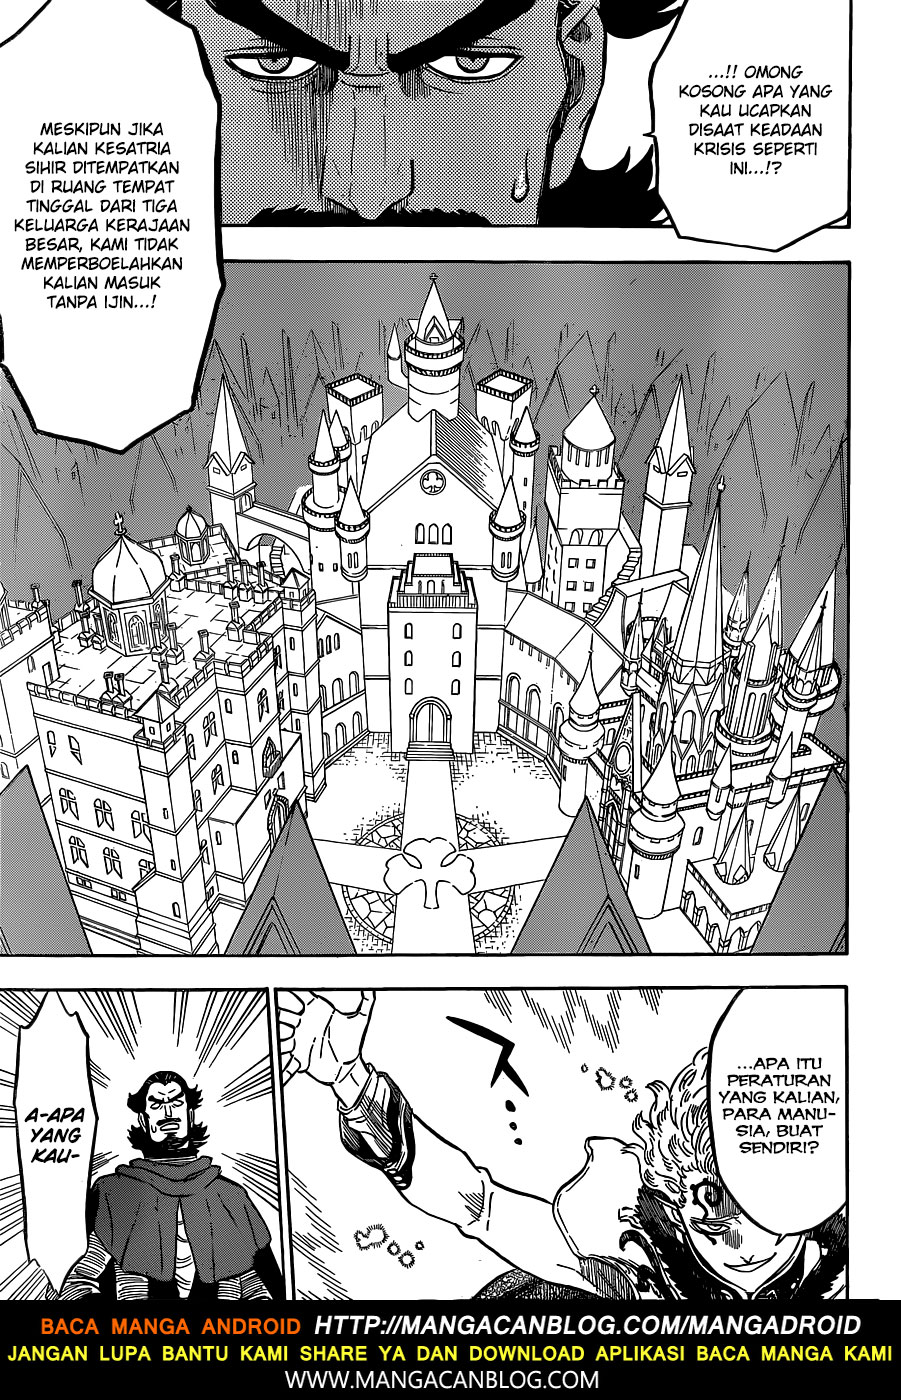 ...!! OMONG
KOSONG APA YANG
KAU UCAPKAN
DISAAT KEADAAN
KRISIS SEPERTI
INI...!?
MESKIPUN JIKA
KALIAN KESATRIA
SIHIR DITEMPATKAN
DI RUANG TEMPAT
TINGGAL DARI TIGA
KELUARGA KERAJAAN
BESAR, KAMI TIDAK
MEMPERBOELAHKAN
KALIAN MASUK
TANPA IJIN...!
...APA ITU
PERATURAN
YANG KALIAN,
PARA MANU-
SIA, BUAT
SENDIRI?
A-APA
YANG
KAU-
BACA MANGA ANDROID HTTP://MANGACANBLOG.COM/MANGADROID
JANGAN LUPA BANTU KAMI SHARE YA DAN DOWNLOAD APLIKASI BACA MANGA KAMI
WWW.MANGACANBLOG.COM